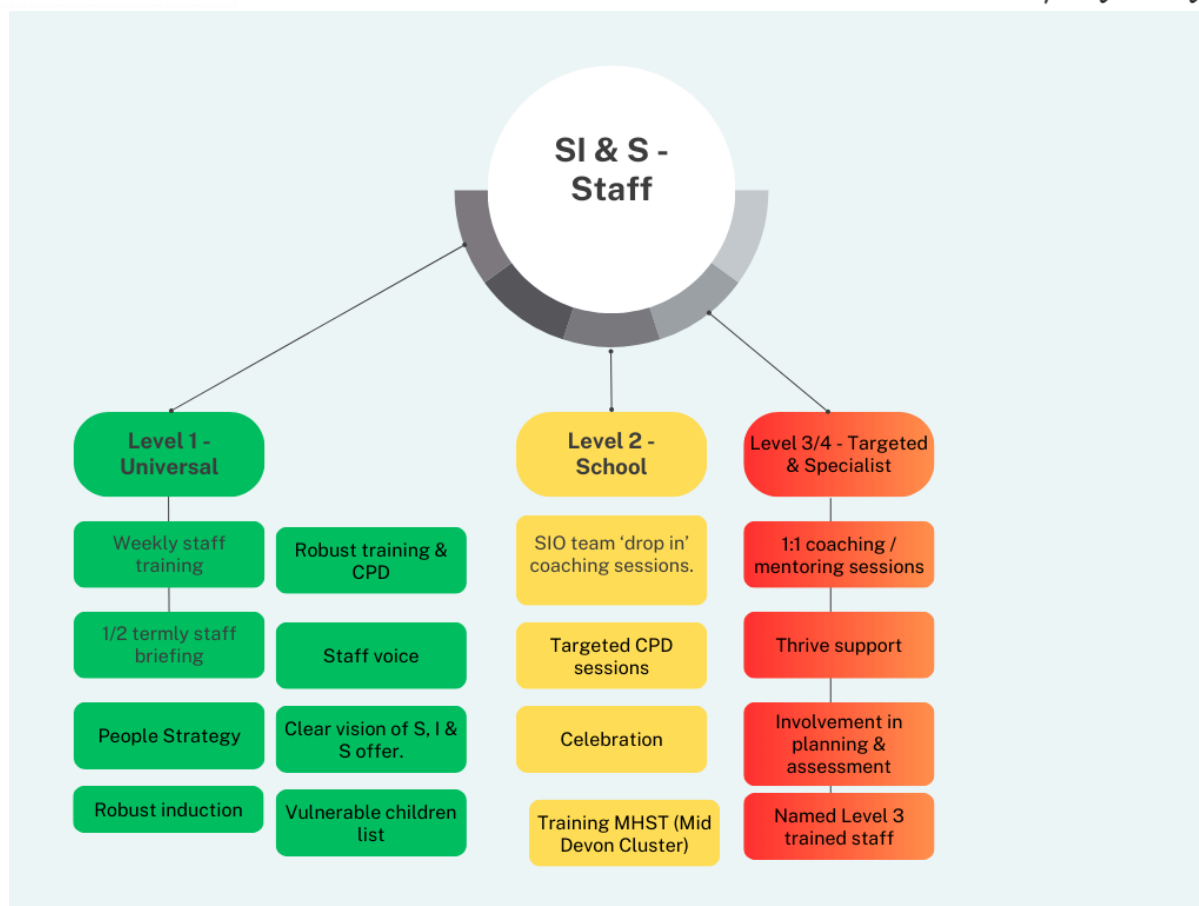 SI & S -
Staff
Level 1 -
Universal
Weekly staff
training
1/2 termly staff
briefing
People Strategy
Robust induction
Robust training &
CPD
Staff voice
Clear vision of S, I &
S offer.
Vulnerable children
list
Level 2 -
School
SIO team ‘drop in’
coaching sessions.
Targeted CPD
sessions
Celebration
Training MHST (Mid
Devon Cluster)
Level 3/4 - Targeted
& Specialist
1:1 coaching /
mentoring sessions
Thrive support
Involvement in
planning &
assessment
Named Level 3
trained staff